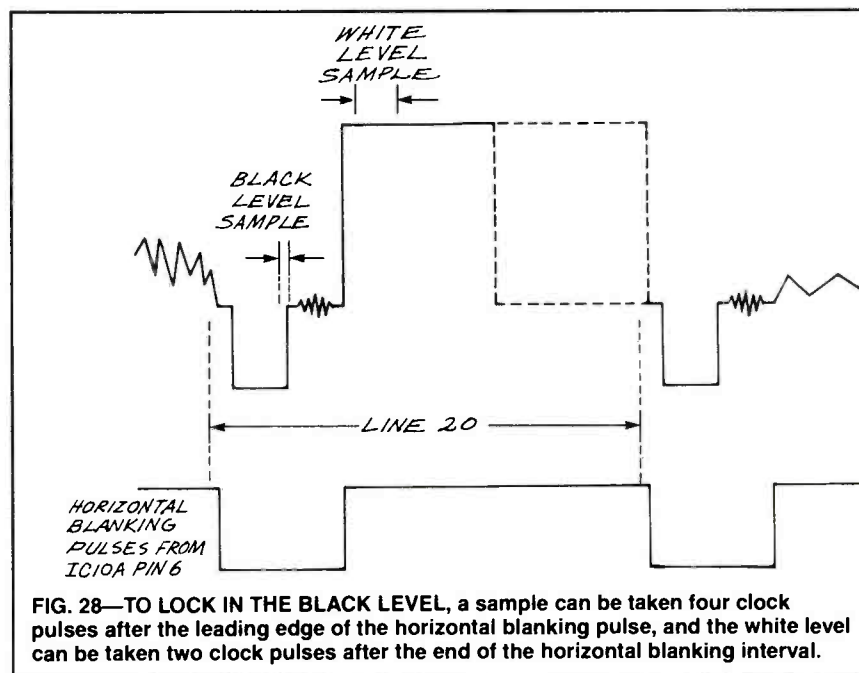 WHITE
LEVEL
SAMPLE
BLACK
LEVEL
SAMPLE
LINE 20
HORIZONTAL
BLANKING
PULSES FROM
IC10A PIN 6
FIG. 28—TO LOCK IN THE BLACK LEVEL, a sample can be taken four clock
pulses after the leading edge of the horizontal blanking pulse, and the white level
can be taken two clock pulses after the end of the horizontal blanking interval.